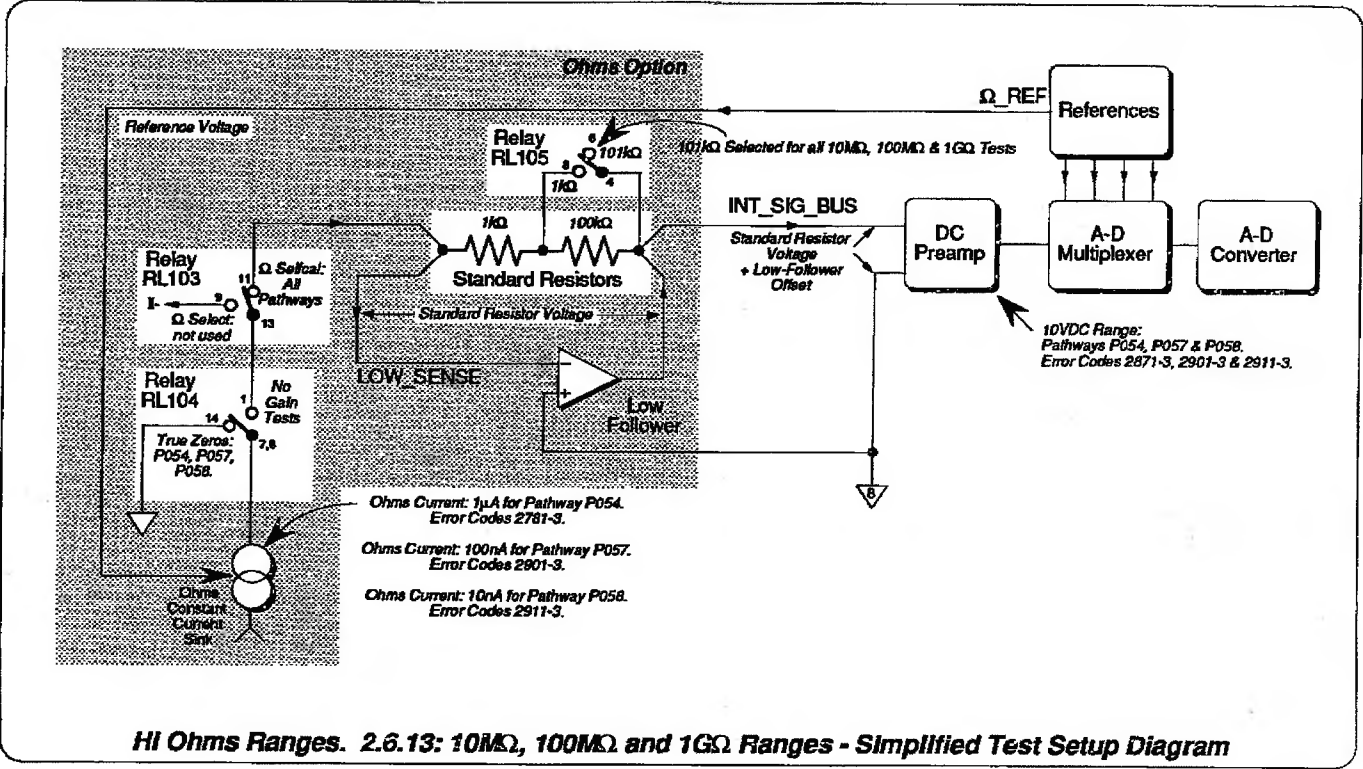 Ohms Option
Ω_REF
References
Reference Voltage
Relay
RL105
6
101kΩ
8
1kΩ
4
101kΩ Selected for all 10MΩ, 100MΩ & 1GΩ Tests
INT_SIG_BUS
Standard Resistor
Voltage
+ Low-Follower
Offset
DC
Preamp
A-D
Multiplexer
A-D
Converter
1kΩ
100kΩ
Standard Resistors
Relay
RL103
11
Ω Selfcal:
All
Pathways
I-
9
Ω Select:
not used
13
Standard Resistor Voltage
10VDC Range:
Pathways P054, P057 & P058.
Error Codes 2871-3, 2901-3 & 2911-3.
LOW_SENSE
−
+
Low
Follower
Relay
RL104
1
No
Gain
Tests
14
7,8
True Zeros:
P054, P057,
P058.
8
Ohms Current: 1µA for Pathway P054.
Error Codes 2781-3.
Ohms Current: 100nA for Pathway P057.
Error Codes 2901-3.
Ohms Current: 10nA for Pathway P058.
Error Codes 2911-3.
Ohms
Constant
Current
Sink
HI Ohms Ranges. 2.6.13: 10MΩ, 100MΩ and 1GΩ Ranges - Simplified Test Setup Diagram